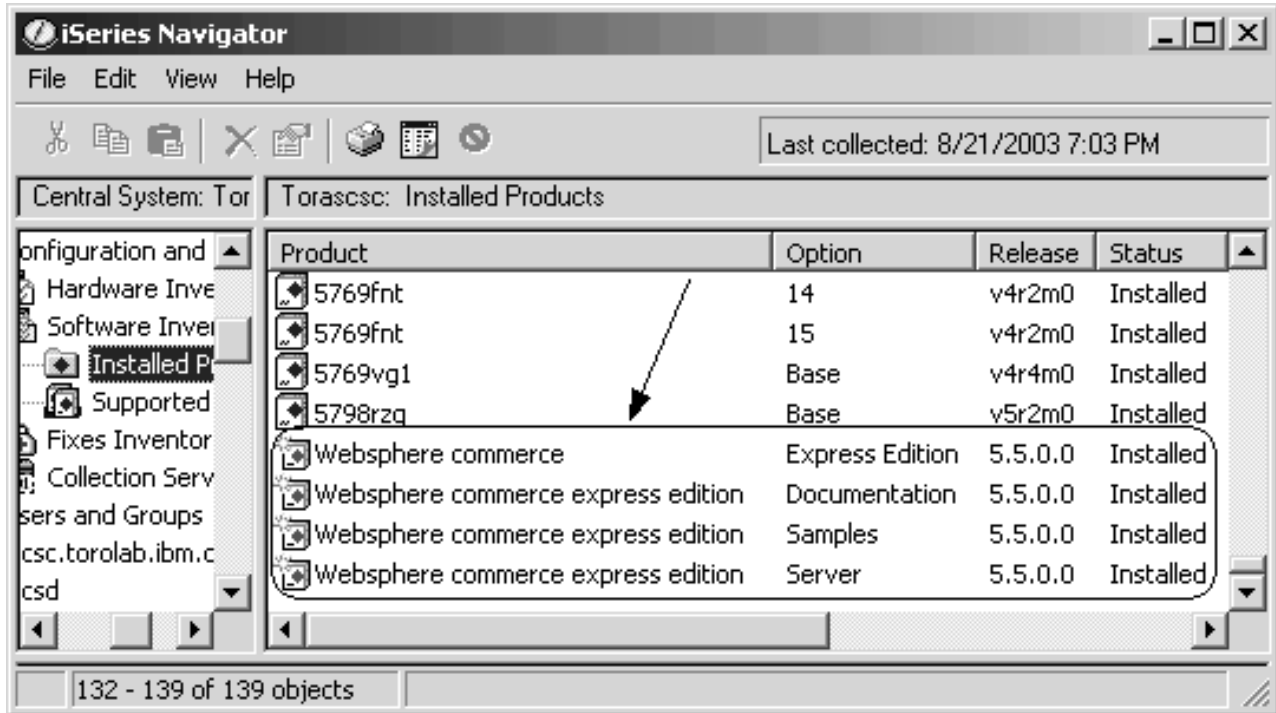 iSeries Navigator
File Edit View Help
Last collected: 8/21/2003 7:03 PM
Central System: Tor
Torascsc: Installed Products
onfiguration and
Hardware Inve
Software Inver
Installed P
Supported
Fixes Inventor
Collection Serv
sers and Groups
csc.torolab.ibm.c
csd
Product Option Release Status
5769fnt 14 v4r2m0 Installed
5769fnt 15 v4r2m0 Installed
5769vg1 Base v4r4m0 Installed
5798rzq Base v5r2m0 Installed
Websphere commerce Express Edition 5.5.0.0 Installed
Websphere commerce express edition Documentation 5.5.0.0 Installed
Websphere commerce express edition Samples 5.5.0.0 Installed
Websphere commerce express edition Server 5.5.0.0 Installed
132 - 139 of 139 objects